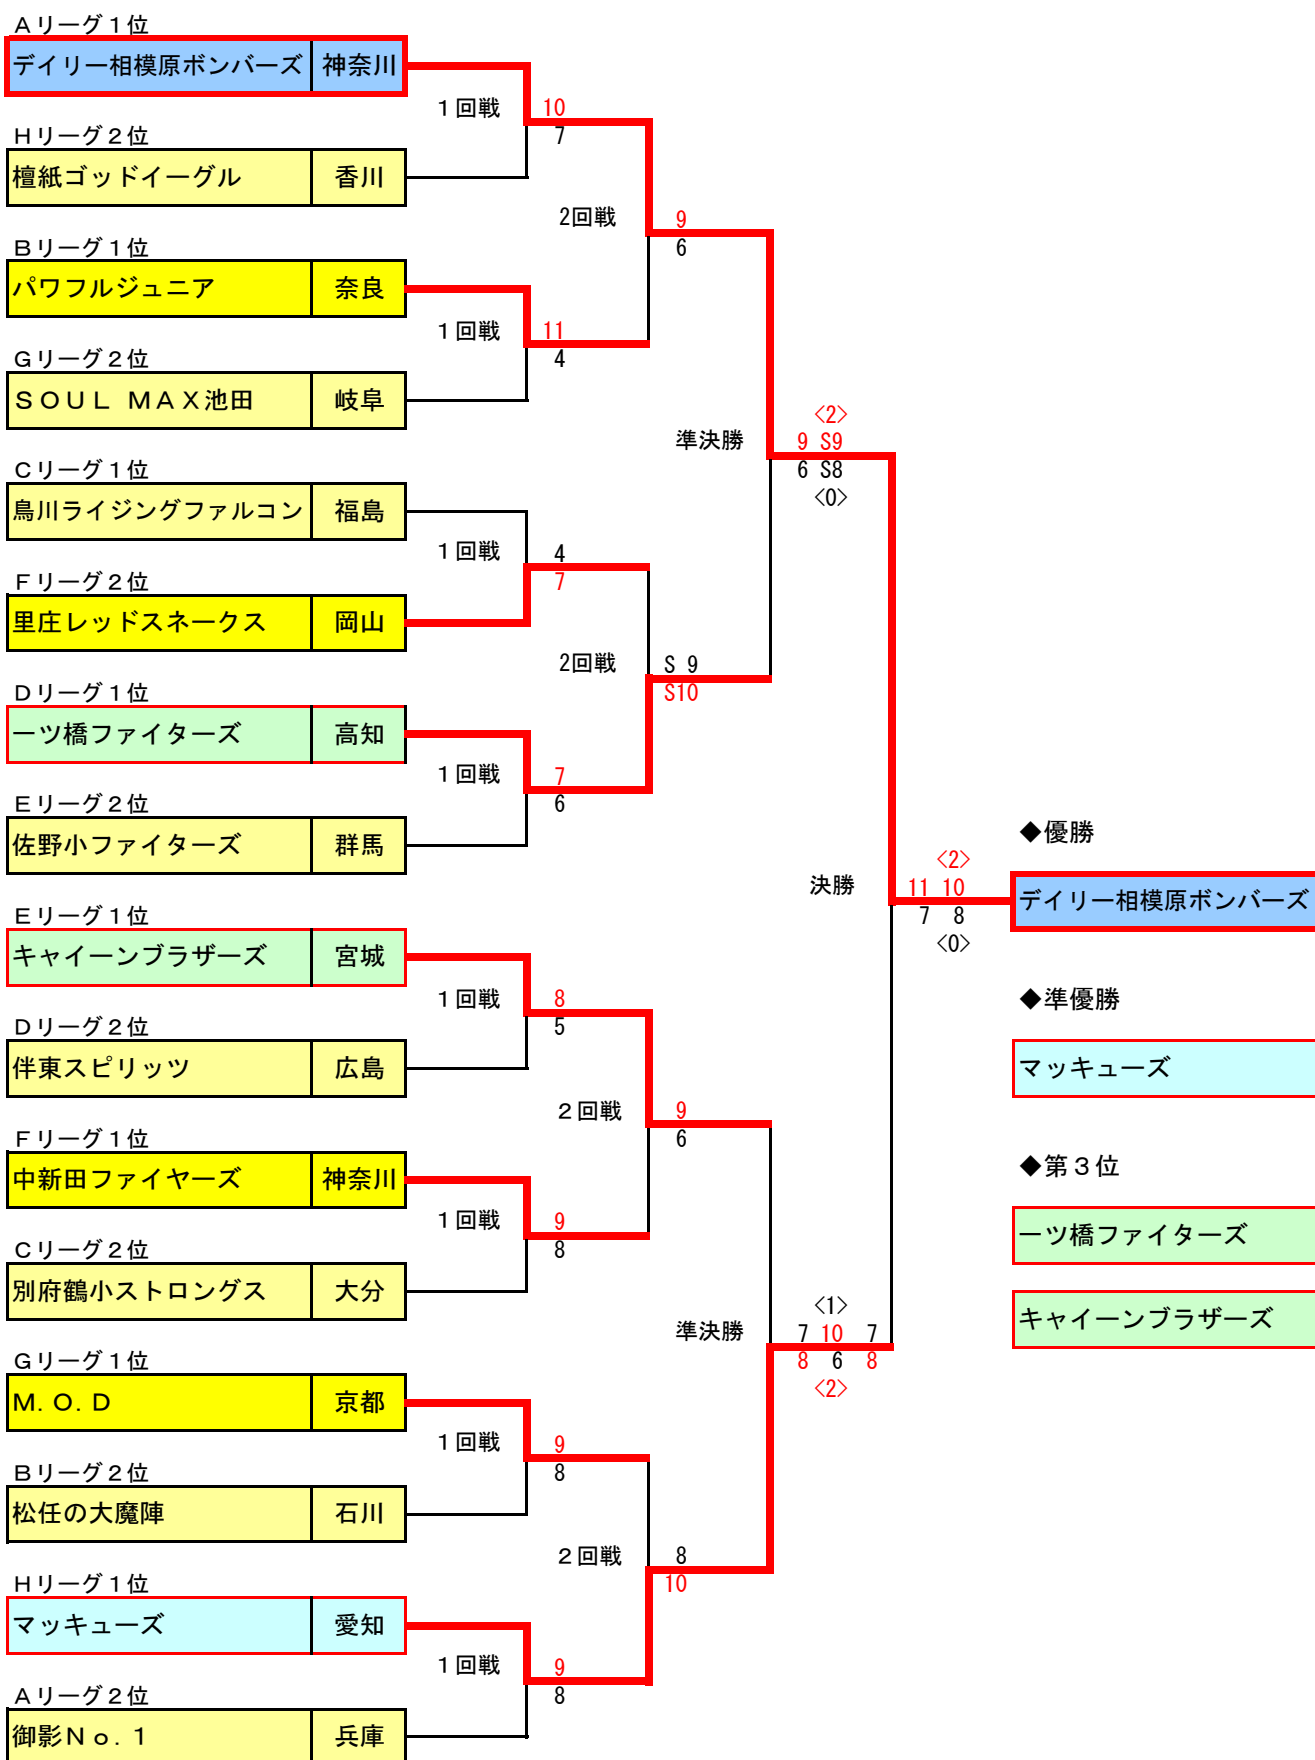 Ａリーグ１位
デイリー相模原ボンバーズ 神奈川
１回戦 10
7
Ｈリーグ２位
檀紙ゴッドイーグル 香川
2回戦 9
6
Ｂリーグ１位
パワフルジュニア 奈良
１回戦 11
4
Ｇリーグ２位
ＳＯＵＬ ＭＡＸ池田 岐阜
準決勝
<2>
9 S9
6 S8
<0>
Ｃリーグ１位
鳥川ライジングファルコン 福島
１回戦 4
7
Ｆリーグ２位
里庄レッドスネークス 岡山
2回戦 S 9
S10
Ｄリーグ１位
一ツ橋ファイターズ 高知
１回戦 7
6
Ｅリーグ２位
佐野小ファイターズ 群馬
◆優勝
決勝
<2>
11 10
7 8
<0>
デイリー相模原ボンバーズ
Ｅリーグ１位
キャイーンブラザーズ 宮城
１回戦 8
5
◆準優勝
Ｄリーグ２位
伴東スピリッツ 広島
マッキューズ
２回戦 9
6
Ｆリーグ１位
中新田ファイヤーズ 神奈川
◆第３位
１回戦 9
8
一ツ橋ファイターズ
Ｃリーグ２位
別府鶴小ストロングス 大分
キャイーンブラザーズ
準決勝
<1>
7 10 7
8 6 8
<2>
Ｇリーグ１位
Ｍ．Ｏ．Ｄ 京都
１回戦 9
8
Ｂリーグ２位
松任の大魔陣 石川
２回戦 8
10
Ｈリーグ１位
マッキューズ 愛知
１回戦 9
8
Ａリーグ２位
御影Ｎｏ．１ 兵庫